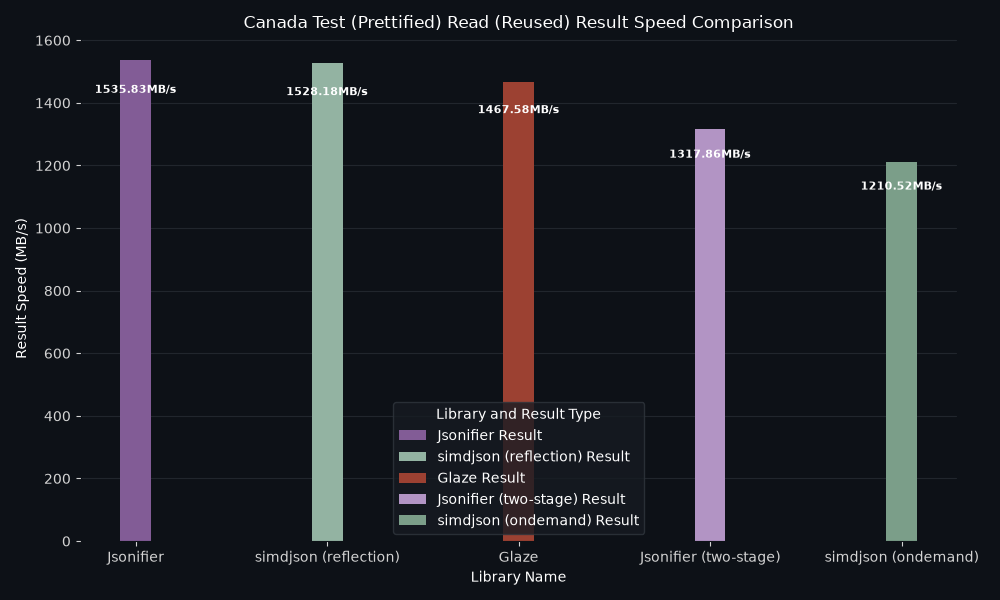 Canada Test (Prettified) Read (Reused) Result Speed Comparison
1600
1400
1200
1000
800
600
400
200
0
Result Speed (MB/s)
1535.83MB/s
1528.18MB/s
1467.58MB/s
1317.86MB/s
1210.52MB/s
Library and Result Type
Jsonifier Result
simdjson (reflection) Result
Glaze Result
Jsonifier (two-stage) Result
simdjson (ondemand) Result
Jsonifier
simdjson (reflection)
Glaze
Jsonifier (two-stage)
simdjson (ondemand)
Library Name